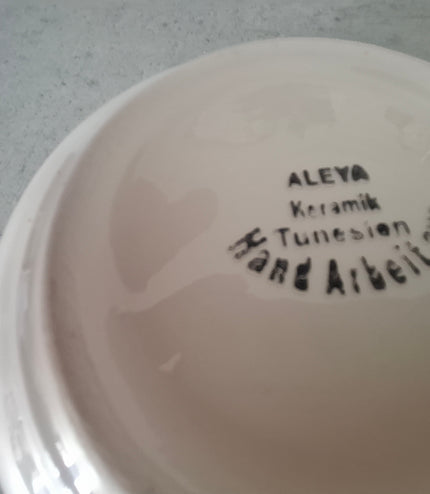 ALEYA
Keramik
Tunesien
Hand Arbeit